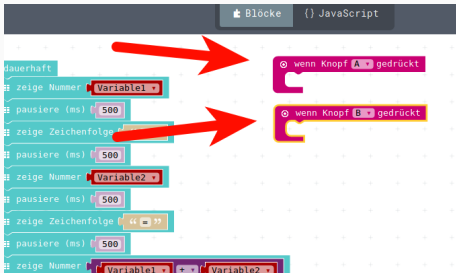 Blöcke
{} JavaScript
dauerhaft
zeige Nummer Variable1
pausiere (ms) 500
zeige Zeichenfolge
pausiere (ms) 500
zeige Nummer Variable2
pausiere (ms) 500
zeige Zeichenfolge “ = ”
pausiere (ms) 500
zeige Nummer Variable1 + Variable2
wenn Knopf A gedrückt
wenn Knopf B gedrückt